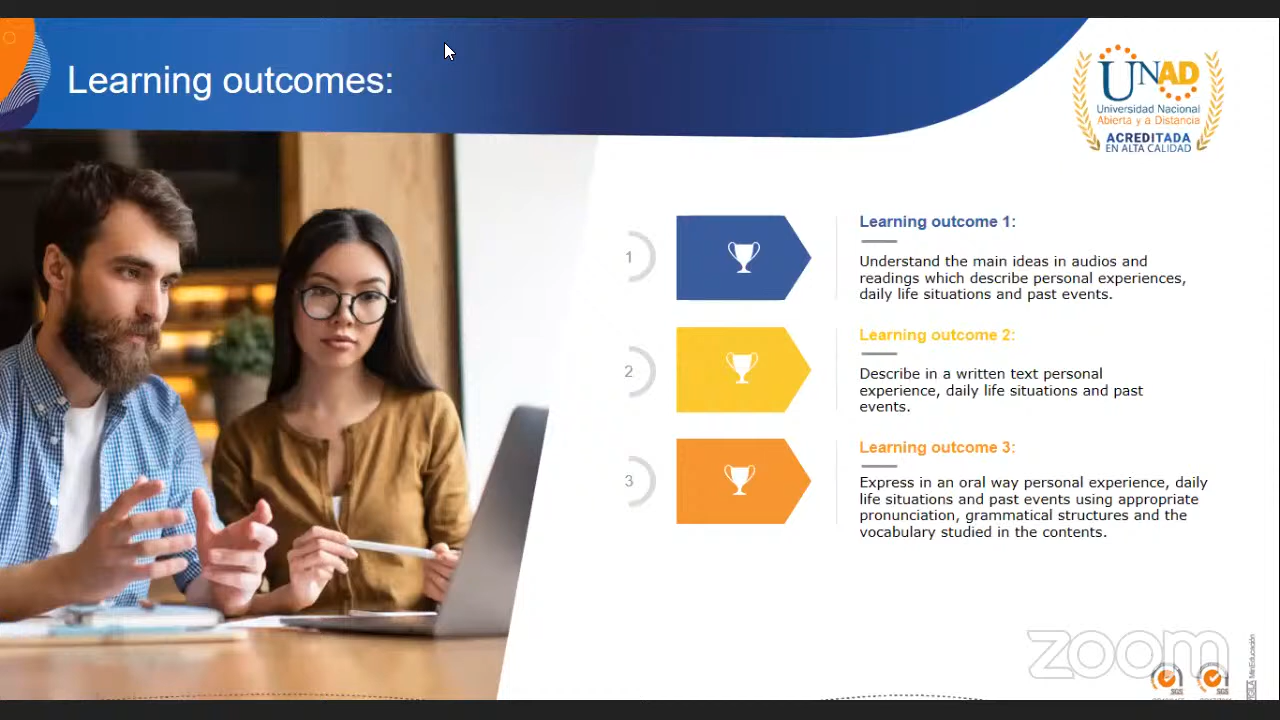 Learning outcomes:
UNAD
Universidad Nacional
Abierta y a Distancia
ACREDITADA
EN ALTA CALIDAD
1
Learning outcome 1:
Understand the main ideas in audios and
readings which describe personal experiences,
daily life situations and past events.
2
Learning outcome 2:
Describe in a written text personal
experience, daily life situations and past
events.
3
Learning outcome 3:
Express in an oral way personal experience, daily
life situations and past events using appropriate
pronunciation, grammatical structures and the
vocabulary studied in the contents.
zoom
SGS
SGS
MinEducación